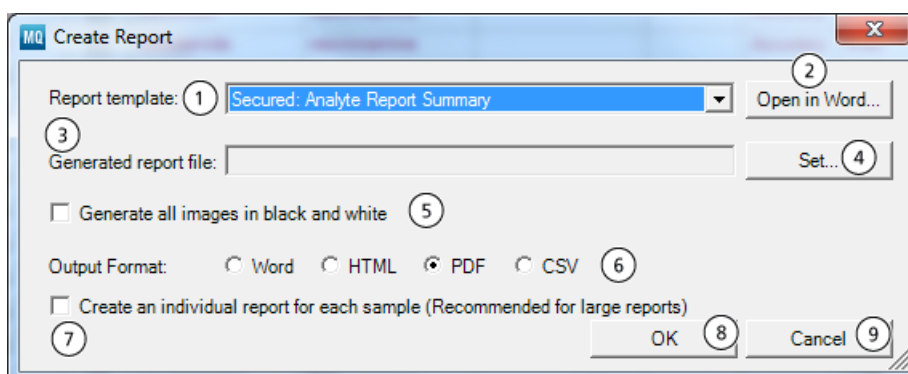 MQ Create Report X
2
Report template: 1 Secured: Analyte Report Summary Open in Word...
3
Generated report file: Set... 4
Generate all images in black and white 5
Output Format: Word HTML PDF CSV 6
Create an individual report for each sample (Recommended for large reports)
7 OK 8 Cancel 9